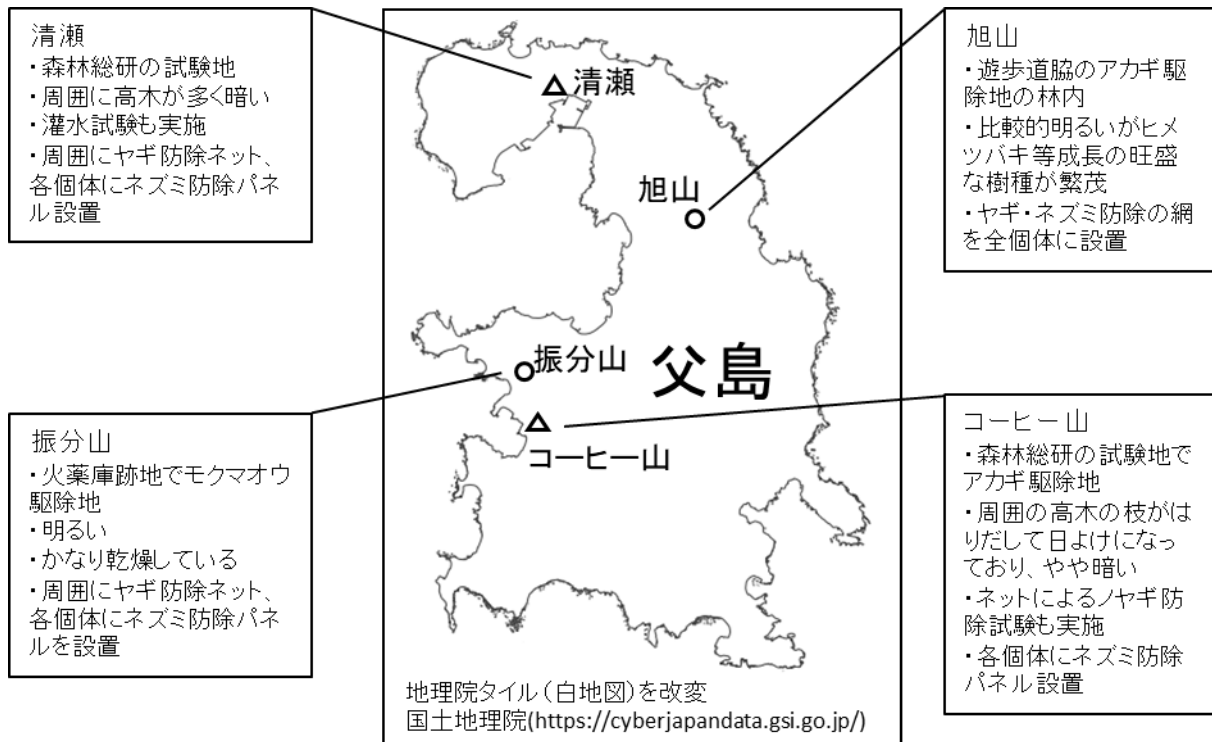 清瀬
・森林総研の試験地
・周囲に高木が多く暗い
・灌水試験も実施
・周囲にヤギ防除ネット、
各個体にネズミ防除パネ
ル設置
旭山
・遊歩道脇のアカギ駆
除地の林内
・比較的明るいがヒメ
ツバキ等成長の旺盛
な樹種が繁茂
・ヤギ・ネズミ防除の網
を全個体に設置
清瀬
旭山
振分山
父島
コーヒー山
振分山
・火薬庫跡地でモクマオウ
駆除地
・明るい
・かなり乾燥している
・周囲にヤギ防除ネット、
各個体にネズミ防除パネ
ルを設置
コーヒー山
・森林総研の試験地で
アカギ駆除地
・周囲の高木の枝がは
りだして日よけになっ
ており、やや暗い
・ネットによるノヤギ防
除試験も実施
・各個体にネズミ防除
パネル設置
地理院タイル（白地図）を改変
国土地理院(https://cyberjapandata.gsi.go.jp/)